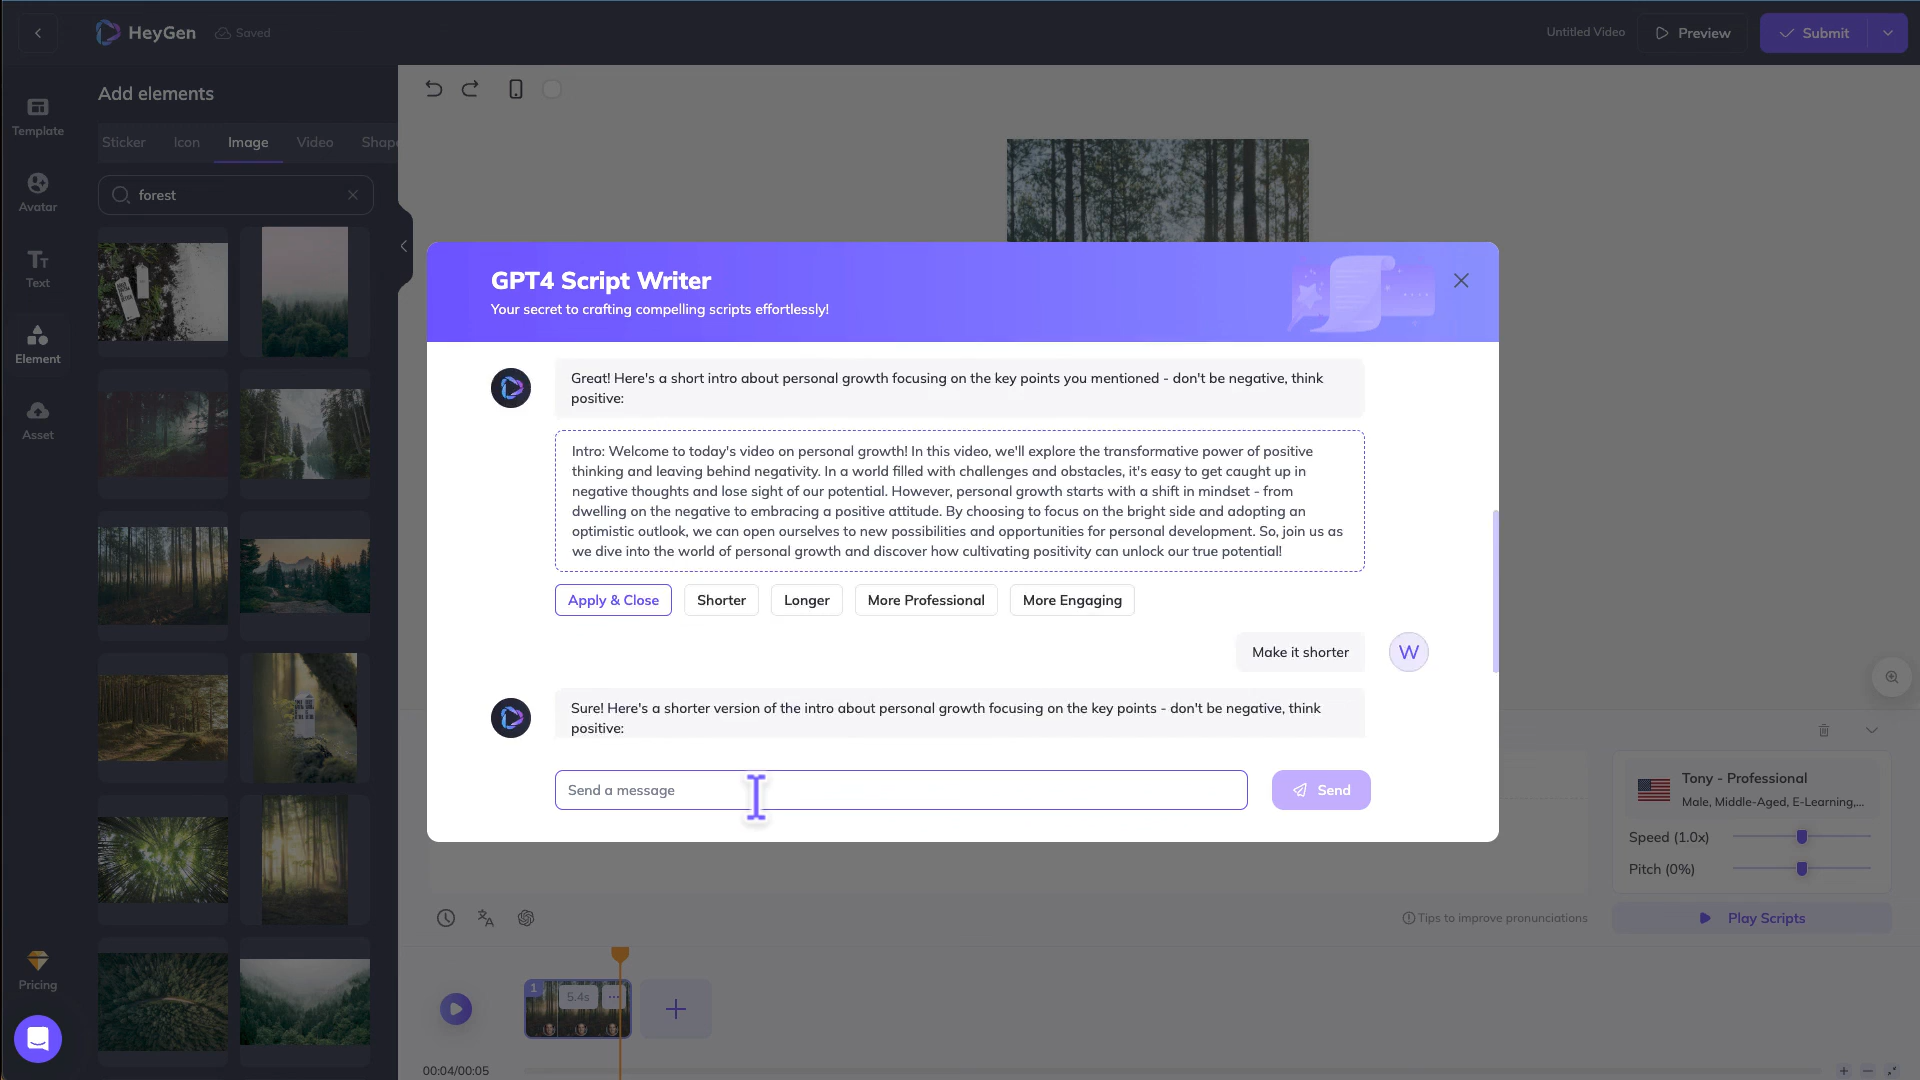 HeyGen
Saved
Untitled Video
Preview
Submit
Add elements
Template
Sticker
Icon
Image
Video
Shape
Avatar
forest
Text
Element
Asset
Pricing
GPT4 Script Writer
Your secret to crafting compelling scripts effortlessly!
Great! Here's a short intro about personal growth focusing on the key points you mentioned - don't be negative, think
positive:
Intro: Welcome to today's video on personal growth! In this video, we'll explore the transformative power of positive
thinking and leaving behind negativity. In a world filled with challenges and obstacles, it's easy to get caught up in
negative thoughts and lose sight of our potential. However, personal growth starts with a shift in mindset - from
dwelling on the negative to embracing a positive attitude. By choosing to focus on the bright side and adopting an
optimistic outlook, we can open ourselves to new possibilities and opportunities for personal development. So, join us as
we dive into the world of personal growth and discover how cultivating positivity can unlock our true potential!
Apply & Close
Shorter
Longer
More Professional
More Engaging
Make it shorter
W
Sure! Here's a shorter version of the intro about personal growth focusing on the key points - don't be negative, think
positive:
Send a message
Send
Tony - Professional
Male, Middle-Aged, E-Learning,...
Speed (1.0x)
Pitch (0%)
Tips to improve pronunciations
Play Scripts
1
5.4s
00:04/00:05